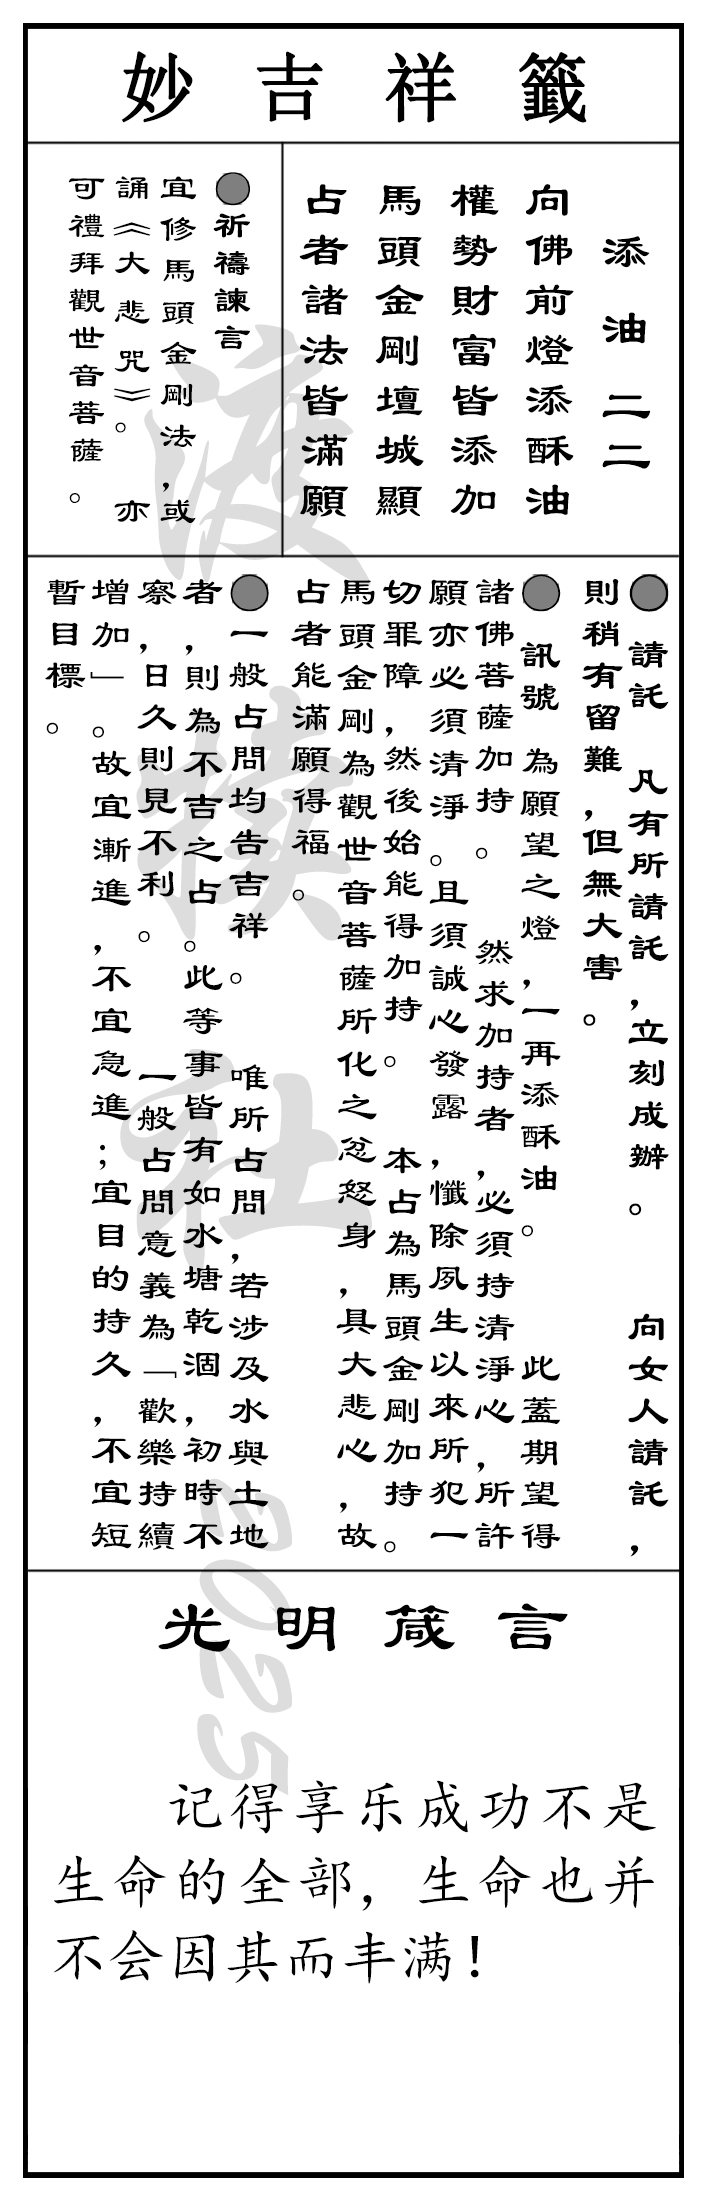 妙吉祥籤
添油 二二
向佛前燈添酥油
權勢財富皆添加
馬頭金剛壇城顯
占者諸法皆滿願
●祈禱諫言
宜修馬頭金剛法,或
誦《大悲咒》。 亦
可禮拜觀世音菩薩。
● 請託 凡有所請託,立刻成辦。 向女人請託,
則稍有留難,但無大害。
● 訊號 為願望之燈,一再添酥油。 此蓋期望得
諸佛菩薩加持。 然求加持者,必須持清淨心,所許
願亦必須清淨。且須誠心發露,懺除夙生以來所犯一
切罪障,然後始能得加持。 本占為馬頭金剛加持。
馬頭金剛為觀世音菩薩所化之忿怒身,具大悲心,故
占者能滿願得福。
●一般占問均告吉祥。 唯所占問,若涉及水與土地
者,則為不吉之占。此等事皆有如水塘乾涸,初時不
察,日久則見不利。 一般占問意義為「歡樂持續
增加」。故宜漸進,不宜急進;宜目的持久,不宜短
暫目標。
光明箴言
记得享乐成功不是
生命的全部，生命也并
不会因其而丰满！
渡
社
2025